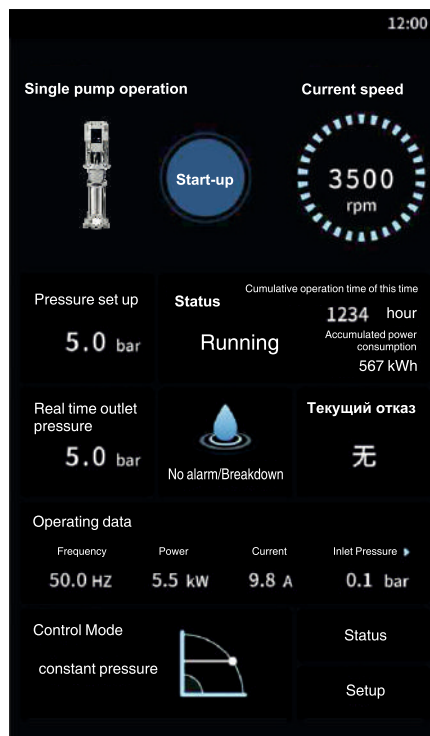 12:00
Single pump operation
Current speed
Start-up
3500
rpm
Pressure set up
5.0 bar
Status
Running
Cumulative operation time of this time
1234 hour
Accumulated power
consumption
567 kWh
Real time outlet
pressure
5.0 bar
No alarm/Breakdown
Текущий отказ
无
Operating data
Frequency Power Current Inlet Pressure
50.0 HZ 5.5 kW 9.8 A 0.1 bar
Control Mode
constant pressure
Status
Setup